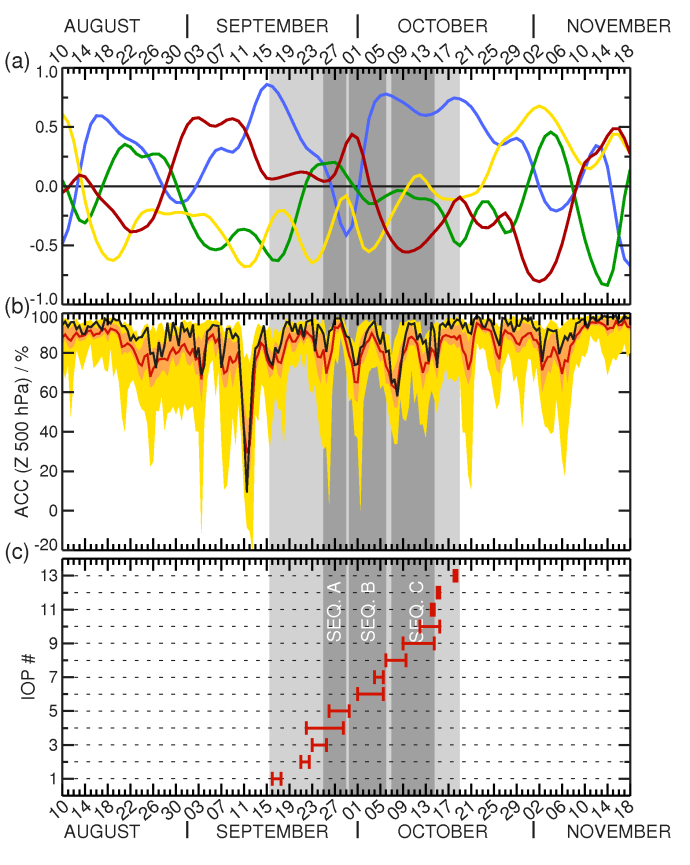 AUGUST | SEPTEMBER | OCTOBER | NOVEMBER
10 14 18 22 26 30 03 07 11 15 19 23 27 01 05 09 13 17 21 25 29 02 06 10 14 18
(a)
1.0
0.5
0.0
-0.5
-1.0
(b)
100
80
60
40
20
0
-20
ACC (Z 500 hPa) / %
(c)
13
11
9
7
5
3
1
IOP #
SEQ. A
SEQ. B
SEQ. C
10 14 18 22 26 30 03 07 11 15 19 23 27 01 05 09 13 17 21 25 29 02 06 10 14 18
AUGUST | SEPTEMBER | OCTOBER | NOVEMBER